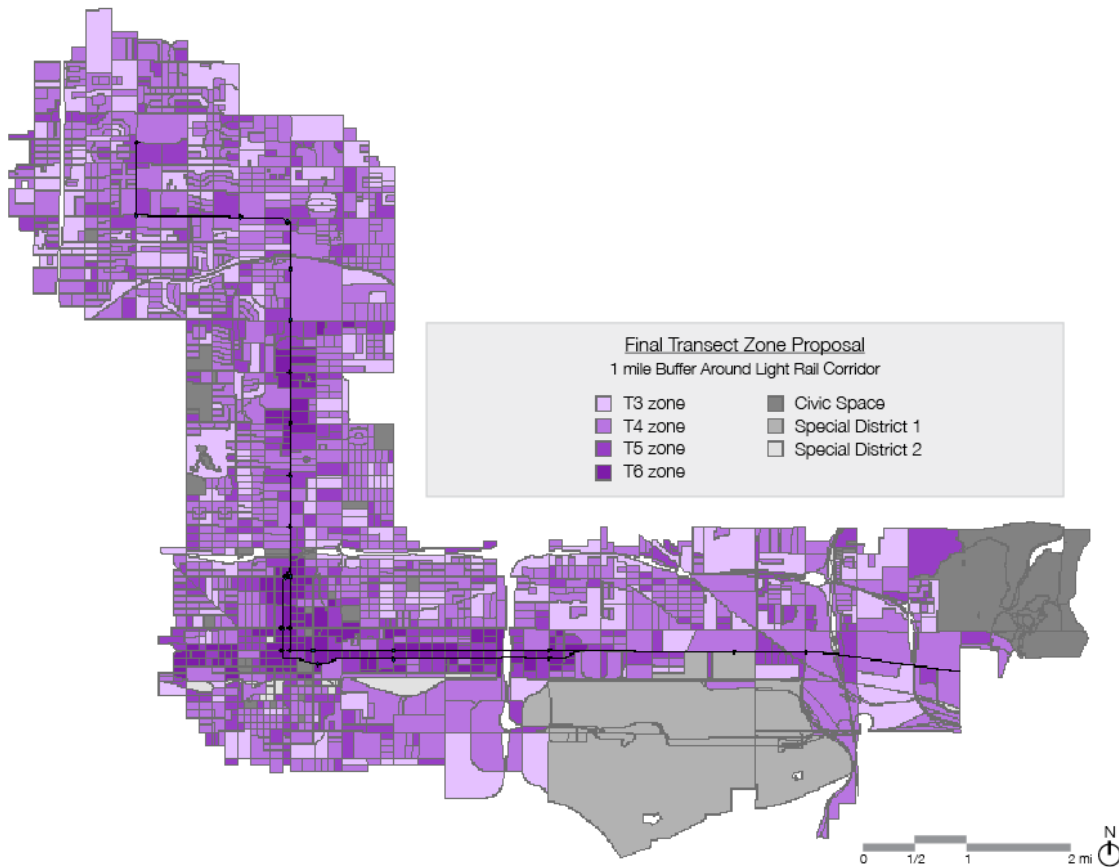 Final Transect Zone Proposal
1 mile Buffer Around Light Rail Corridor
T3 zone
T4 zone
T5 zone
T6 zone
Civic Space
Special District 1
Special District 2
N
0 1/2 1 2 mi